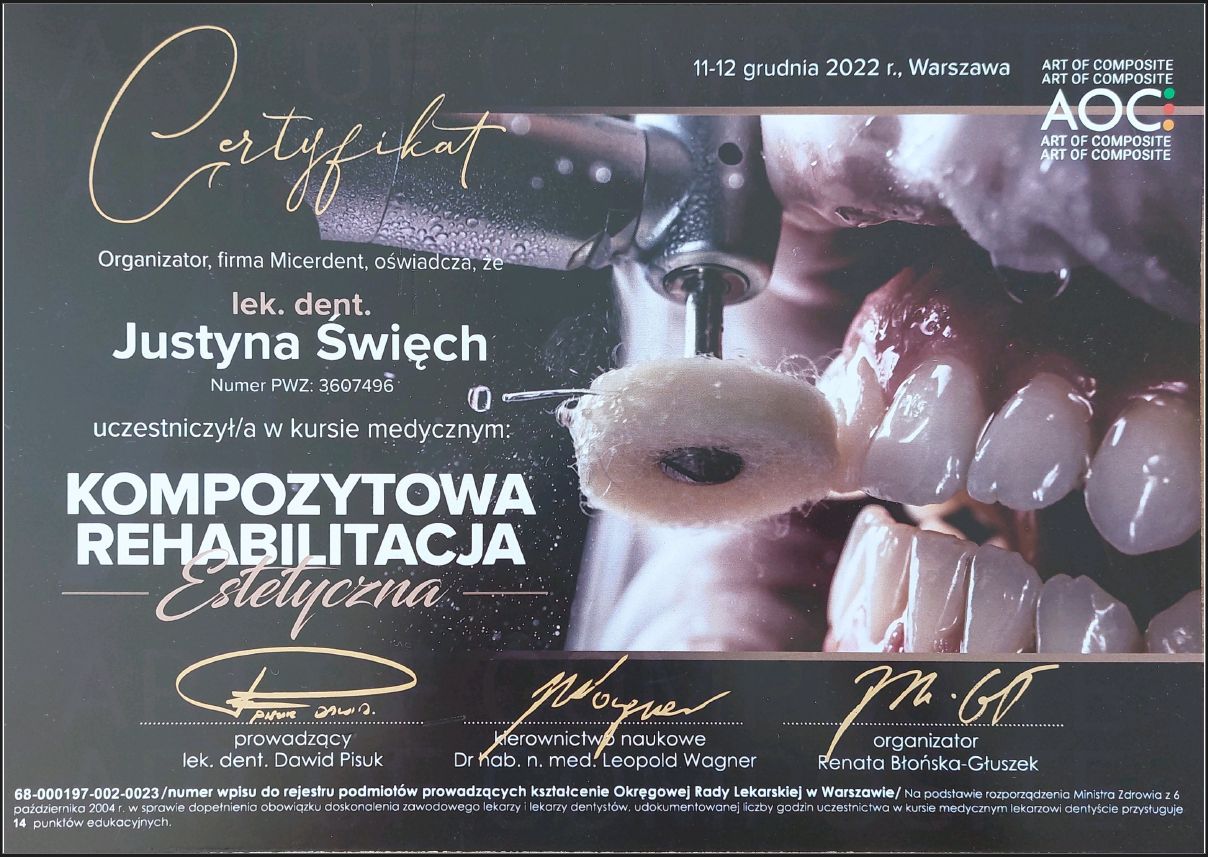 Certyfikat
11-12 grudnia 2022 r., Warszawa
ART OF COMPOSITE
ART OF COMPOSITE
AOC:
ART OF COMPOSITE
ART OF COMPOSITE
Organizator, firma Micerdent, oświadcza, że
lek. dent.
Justyna Święch
Numer PWZ: 3607496
uczestniczył/a w kursie medycznym:
KOMPOZYTOWA
REHABILITACJA
Estetyczna
PISUK DAWID.
Wagner
prowadzący
lek. dent. Dawid Pisuk
kierownictwo naukowe
Dr hab. n. med. Leopold Wagner
organizator
Renata Błońska-Głuszek
68-000197-002-0023/numer wpisu do rejestru podmiotów prowadzących kształcenie Okręgowej Rady Lekarskiej w Warszawie/ Na podstawie rozporządzenia Ministra Zdrowia z 6
października 2004 r. w sprawie dopełnienia obowiązku doskonalenia zawodowego lekarzy i lekarzy dentystów, udokumentowanej liczby godzin uczestnictwa w kursie medycznym lekarzowi dentyście przysługuje
14 punktów edukacyjnych.